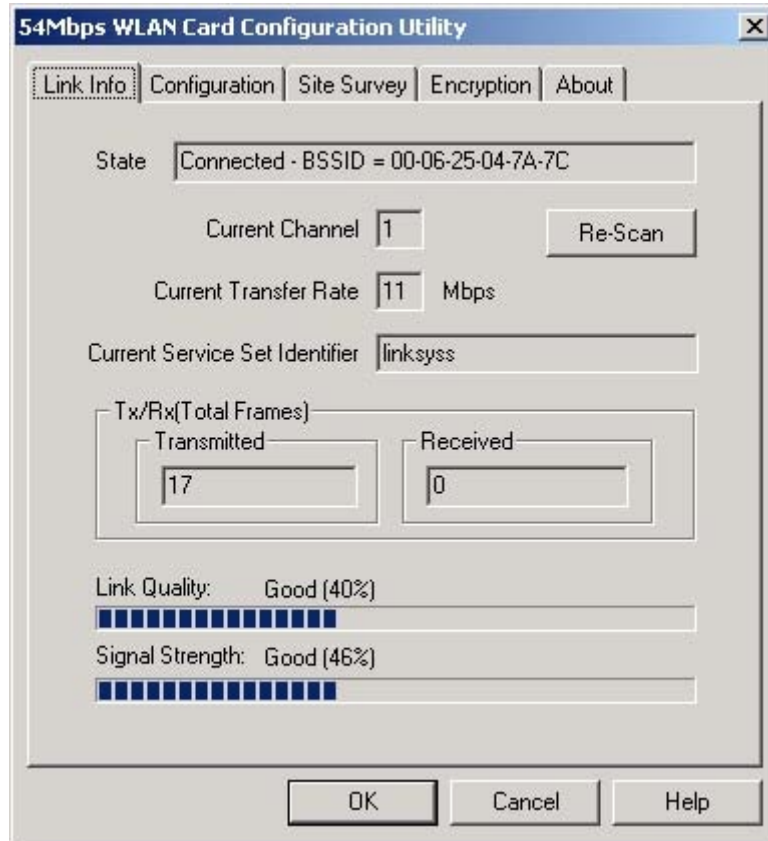 54Mbps WLAN Card Configuration Utility
Link Info Configuration Site Survey Encryption About
State Connected - BSSID = 00-06-25-04-7A-7C
Current Channel 1 Re-Scan
Current Transfer Rate 11 Mbps
Current Service Set Identifier linksyss
Tx/Rx(Total Frames)
Transmitted Received
17 0
Link Quality: Good (40%)
Signal Strength: Good (46%)
OK Cancel Help